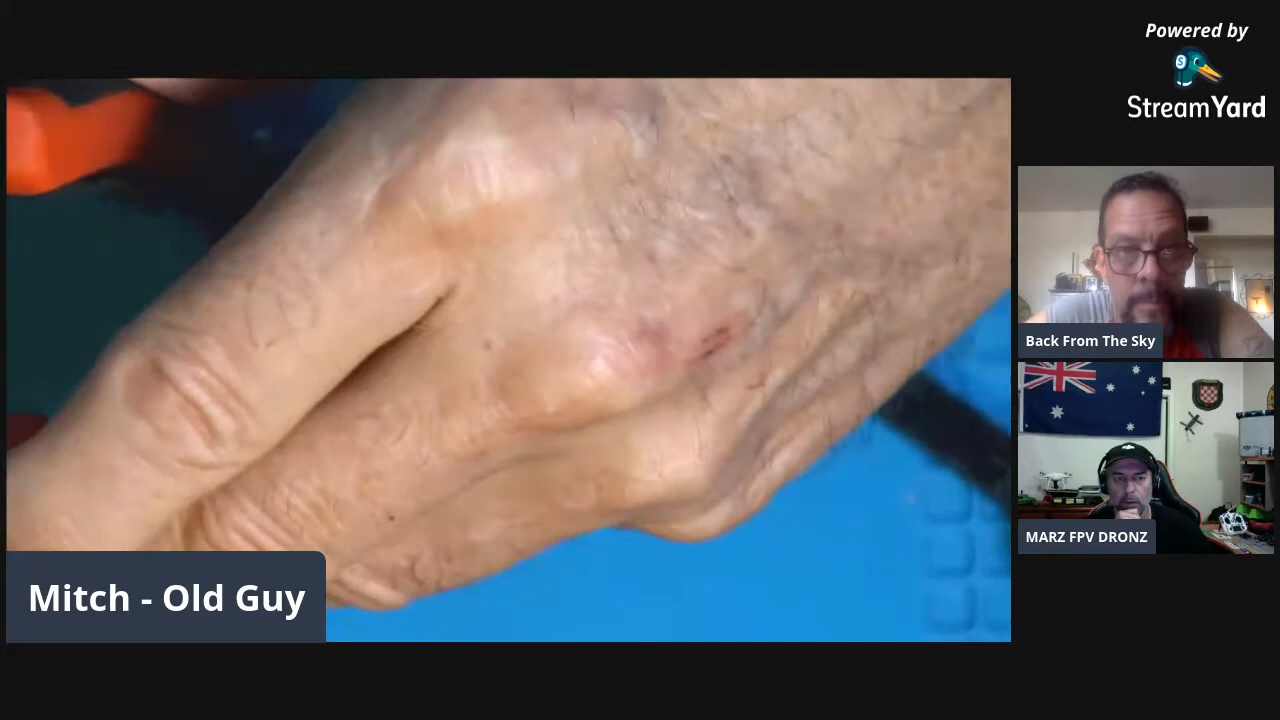 Powered by
StreamYard
Back From The Sky
MARZ FPV DRONZ
Mitch - Old Guy